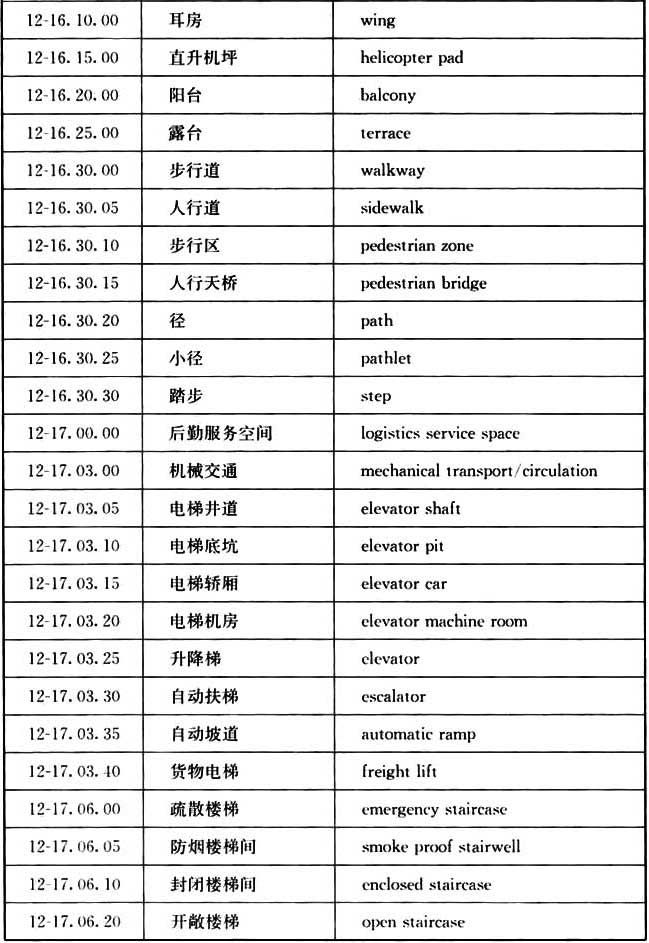 12-16.10.00 耳房 wing
12-16.15.00 直升机坪 helicopter pad
12-16.20.00 阳台 balcony
12-16.25.00 露台 terrace
12-16.30.00 步行道 walkway
12-16.30.05 人行道 sidewalk
12-16.30.10 步行区 pedestrian zone
12-16.30.15 人行天桥 pedestrian bridge
12-16.30.20 径 path
12-16.30.25 小径 pathlet
12-16.30.30 踏步 step
12-17.00.00 后勤服务空间 logistics service space
12-17.03.00 机械交通 mechanical transport/circulation
12-17.03.05 电梯井道 elevator shaft
12-17.03.10 电梯底坑 elevator pit
12-17.03.15 电梯轿厢 elevator car
12-17.03.20 电梯机房 elevator machine room
12-17.03.25 升降梯 elevator
12-17.03.30 自动扶梯 escalator
12-17.03.35 自动坡道 automatic ramp
12-17.03.40 货物电梯 freight lift
12-17.06.00 疏散楼梯 emergency staircase
12-17.06.05 防烟楼梯间 smoke proof stairwell
12-17.06.10 封闭楼梯间 enclosed staircase
12-17.06.20 开敞楼梯 open staircase